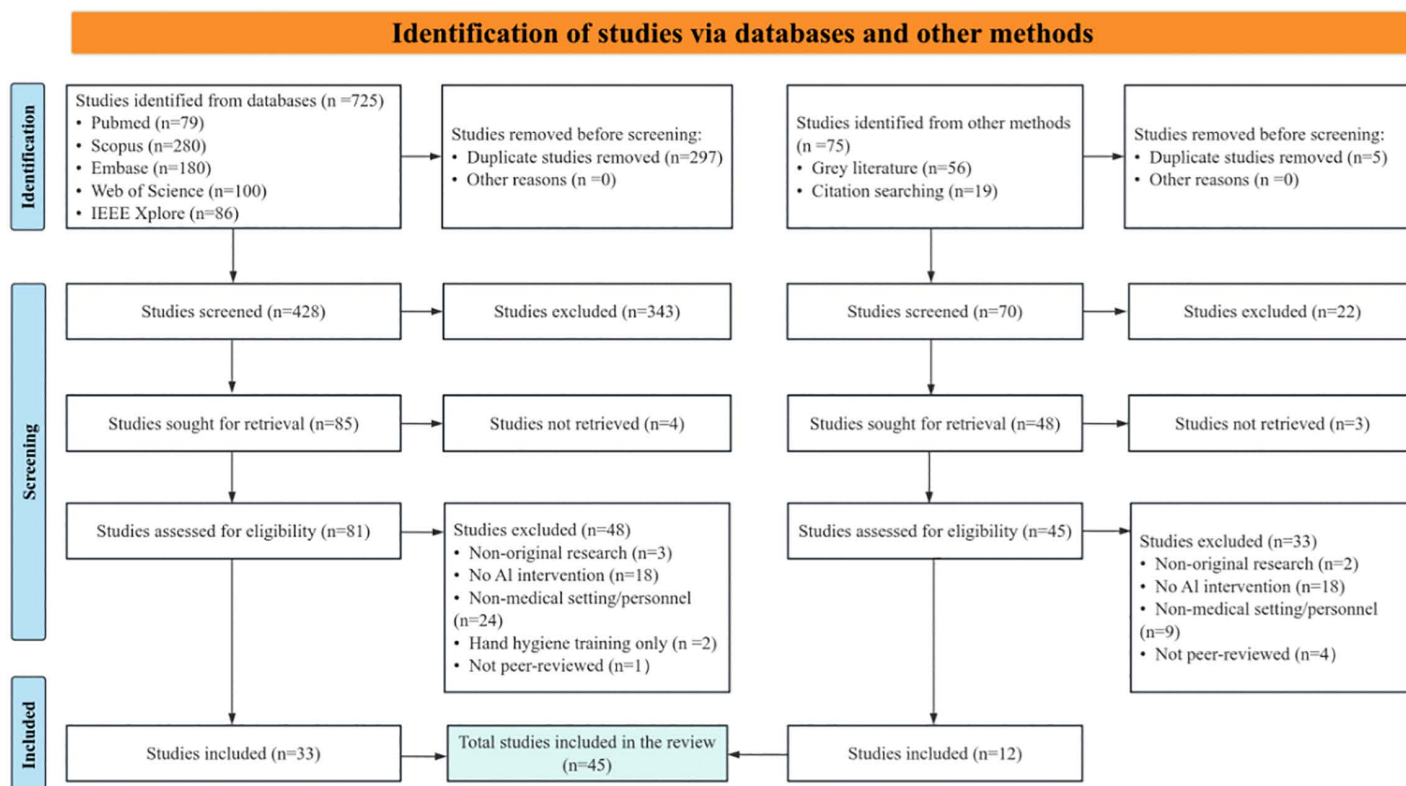 Identification of studies via databases and other methods
Identification
Studies identified from databases (n =725)
• Pubmed (n=79)
• Scopus (n=280)
• Embase (n=180)
• Web of Science (n=100)
• IEEE Xplore (n=86)
Studies removed before screening:
• Duplicate studies removed (n=297)
• Other reasons (n =0)
Studies identified from other methods
(n =75)
• Grey literature (n=56)
• Citation searching (n=19)
Studies removed before screening:
• Duplicate studies removed (n=5)
• Other reasons (n =0)
Screening
Studies screened (n=428)
Studies excluded (n=343)
Studies screened (n=70)
Studies excluded (n=22)
Studies sought for retrieval (n=85)
Studies not retrieved (n=4)
Studies sought for retrieval (n=48)
Studies not retrieved (n=3)
Studies assessed for eligibility (n=81)
Studies excluded (n=48)
• Non-original research (n=3)
• No Al intervention (n=18)
• Non-medical setting/personnel
(n=24)
• Hand hygiene training only (n =2)
• Not peer-reviewed (n=1)
Studies assessed for eligibility (n=45)
Studies excluded (n=33)
• Non-original research (n=2)
• No AI intervention (n=18)
• Non-medical setting/personnel
(n=9)
• Not peer-reviewed (n=4)
Included
Studies included (n=33)
Total studies included in the review
(n=45)
Studies included (n=12)